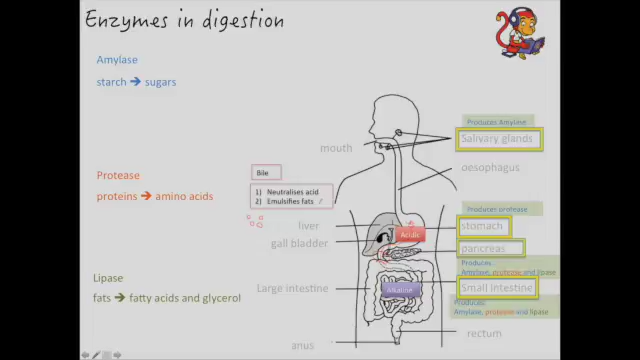 Enzymes in digestion
Amylase
starch → sugars
Produces Amylase
Salivary glands
mouth
oesophagus
Bile
Protease
1) Neutralises acid
proteins → amino acids
2) Emulsifies fats
Produces protease
liver
stomach
Acidic
gall bladder
pancreas
Produces:
Amylase, protease and lipase
Lipase
Large intestine
Alkaline
Small Intestine
fats → fatty acids and glycerol
Produces:
Amylase, protease and lipase
rectum
anus